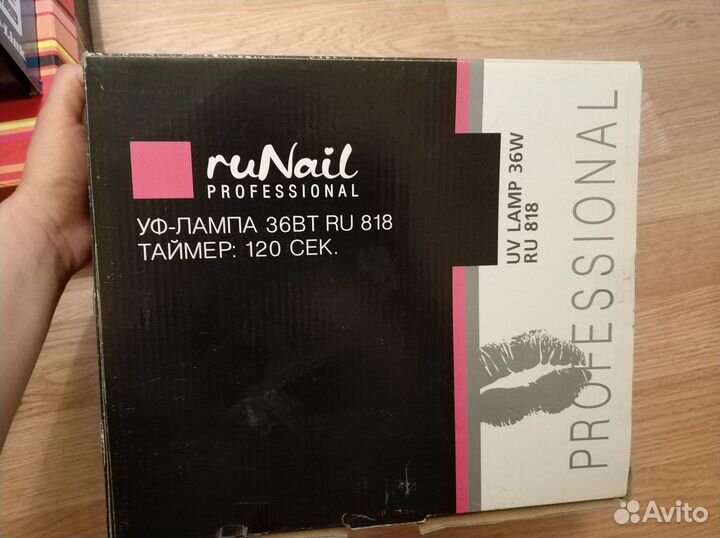 ruNail
PROFESSIONAL
УФ-ЛАМПА 36ВТ RU 818
ТАЙМЕР: 120 СЕК.
UV LAMP 36W
RU 818
PROFESSIONAL
Avito